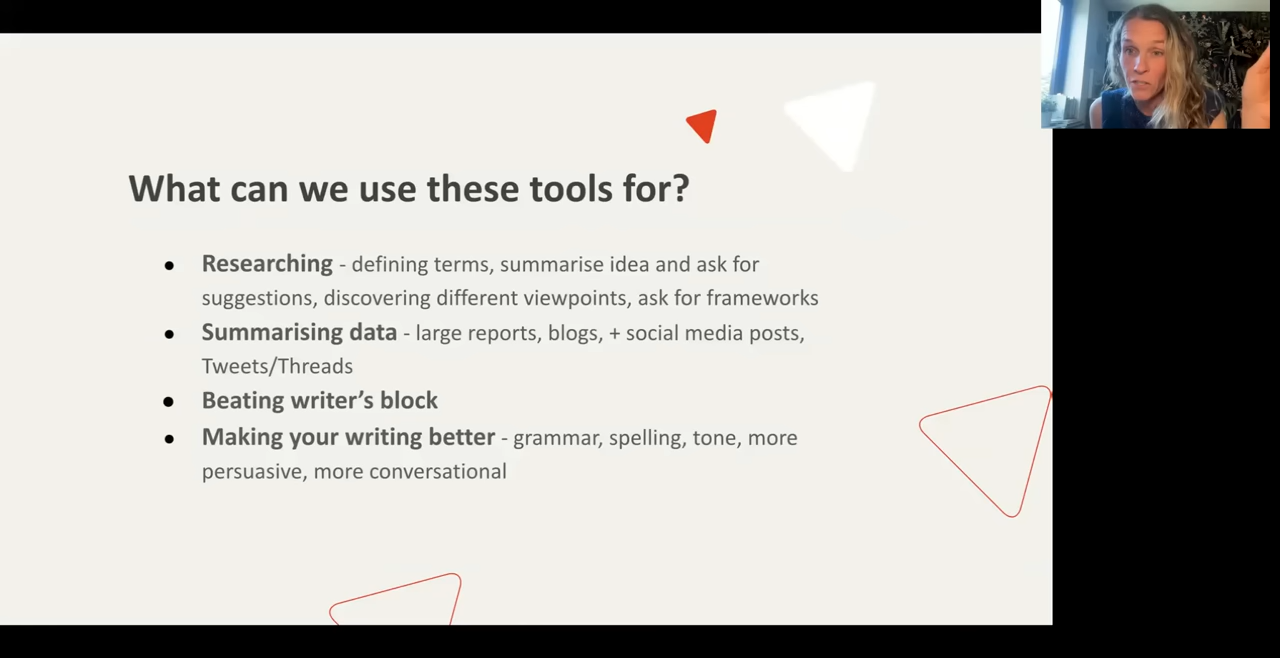 What can we use these tools for?
● Researching - defining terms, summarise idea and ask for
suggestions, discovering different viewpoints, ask for frameworks
● Summarising data - large reports, blogs, + social media posts,
Tweets/Threads
● Beating writer’s block
● Making your writing better - grammar, spelling, tone, more
persuasive, more conversational